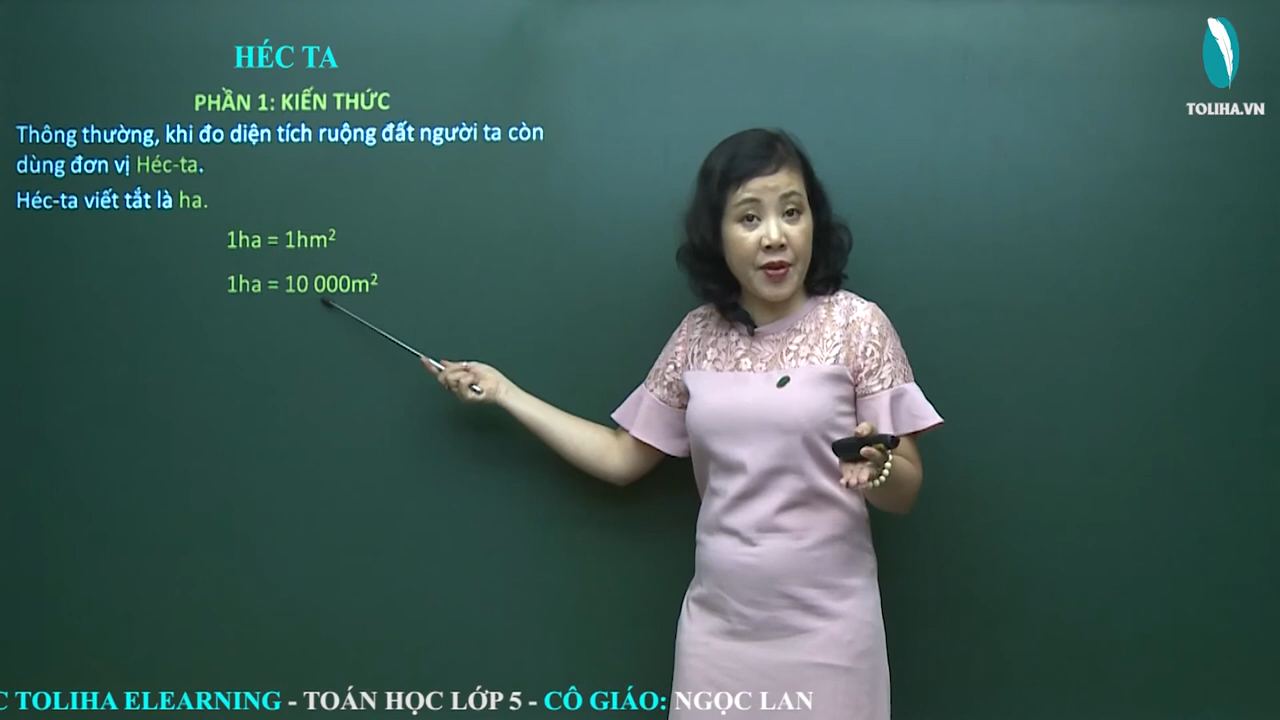 HÉC TA
PHẦN 1: KIẾN THỨC
Thông thường, khi đo diện tích ruộng đất người ta còn
dùng đơn vị Héc-ta.
Héc-ta viết tắt là ha.
1ha = 1hm²
1ha = 10 000m²
TOLIHA.VN
C TOLIHA ELEARNING - TOÁN HỌC LỚP 5 - CÔ GIÁO: NGỌC LAN